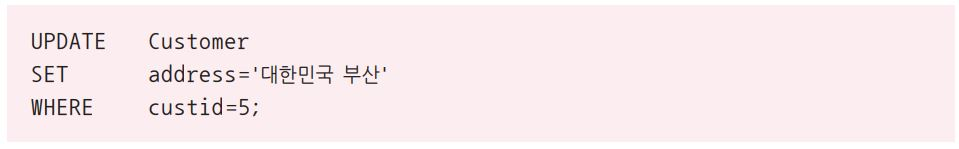 UPDATE Customer
SET address='대한민국 부산'
WHERE custid=5;